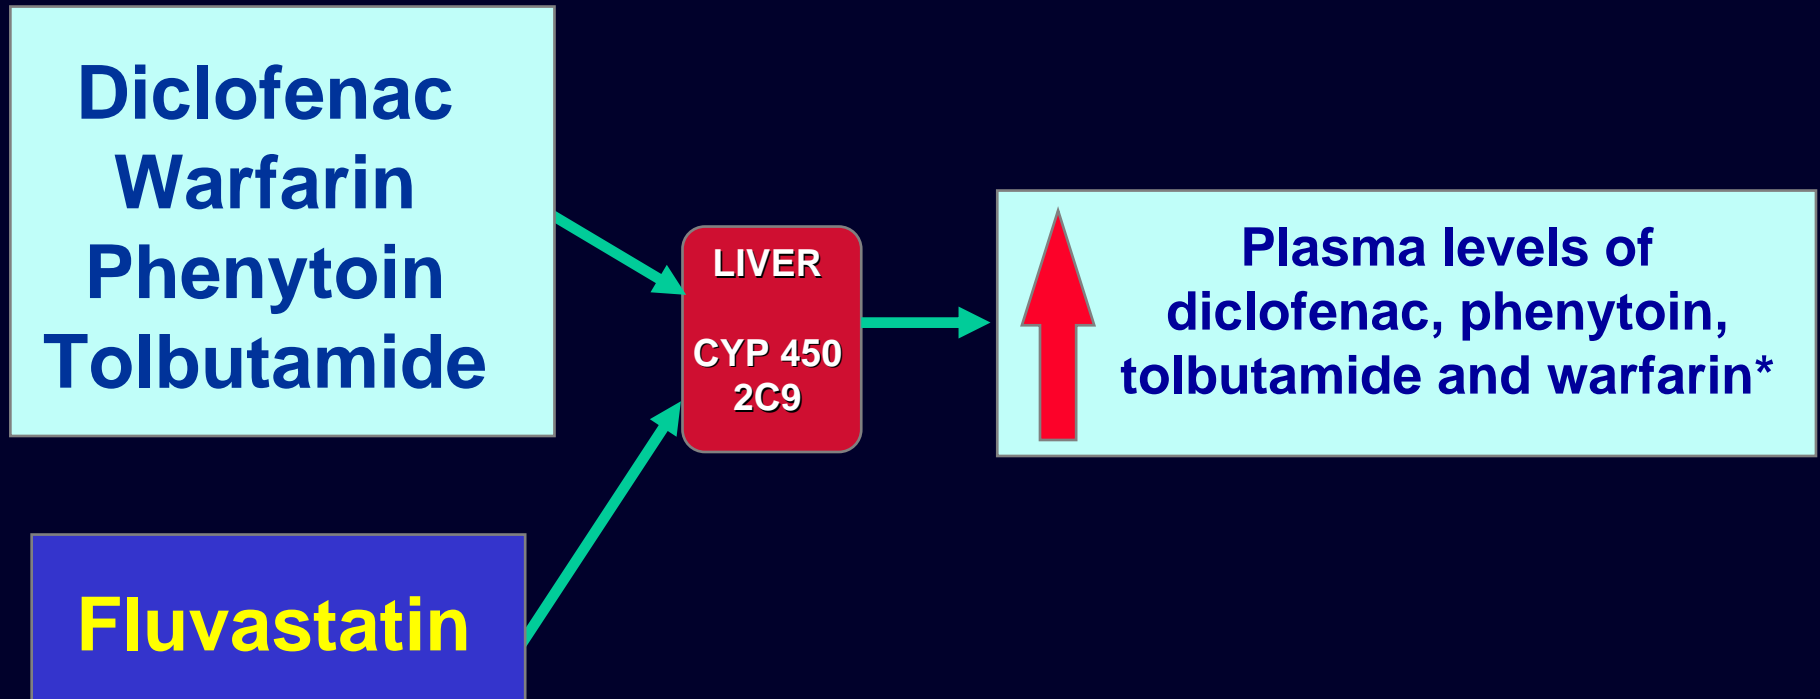 Diclofenac
Warfarin
Phenytoin
Tolbutamide
Fluvastatin
LIVER
CYP 450
2C9
Plasma levels of
diclofenac, phenytoin,
tolbutamide and warfarin*